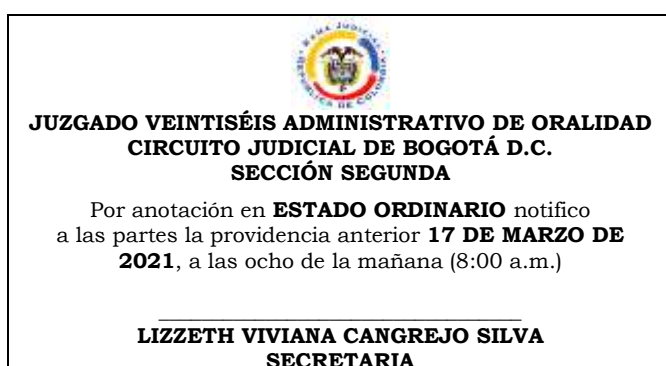 JUZGADO VEINTISÉIS ADMINISTRATIVO DE ORALIDAD
CIRCUITO JUDICIAL DE BOGOTÁ D.C.
SECCIÓN SEGUNDA
Por anotación en ESTADO ORDINARIO notifico
a las partes la providencia anterior 17 DE MARZO DE
2021, a las ocho de la mañana (8:00 a.m.)
LIZZETH VIVIANA CANGREJO SILVA
SECRETARIA